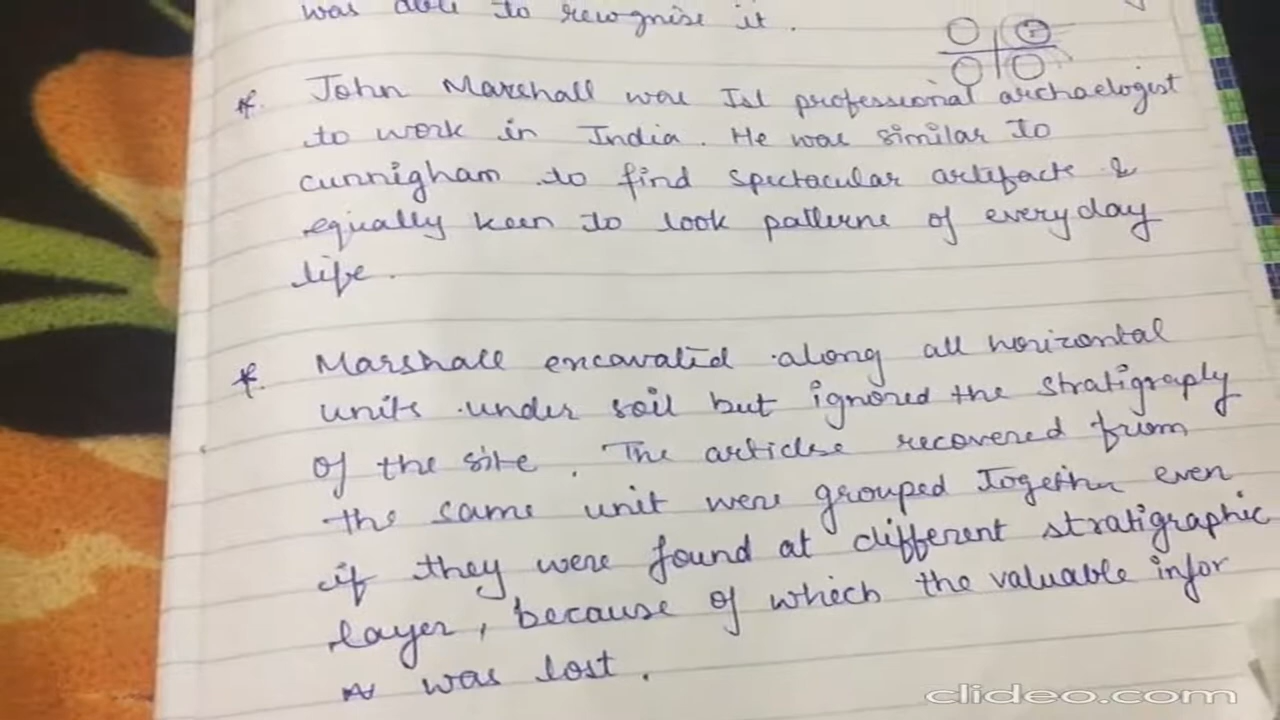 was able to recognise it.
*. John Marshall was Ist professional archaelogist
to work in India. He was similar to
cunnigham to find spectacular artifacts &
equally keen to look patterns of everyday
life.
*. Marshall encavated along all horizontal
units under soil but ignored the stratigraply
of the site. The articlse recovered from
the same unit were grouped together even
if they were found at different stratigraphic
layer, because of which the valuable infor
was lost.
clideo.com